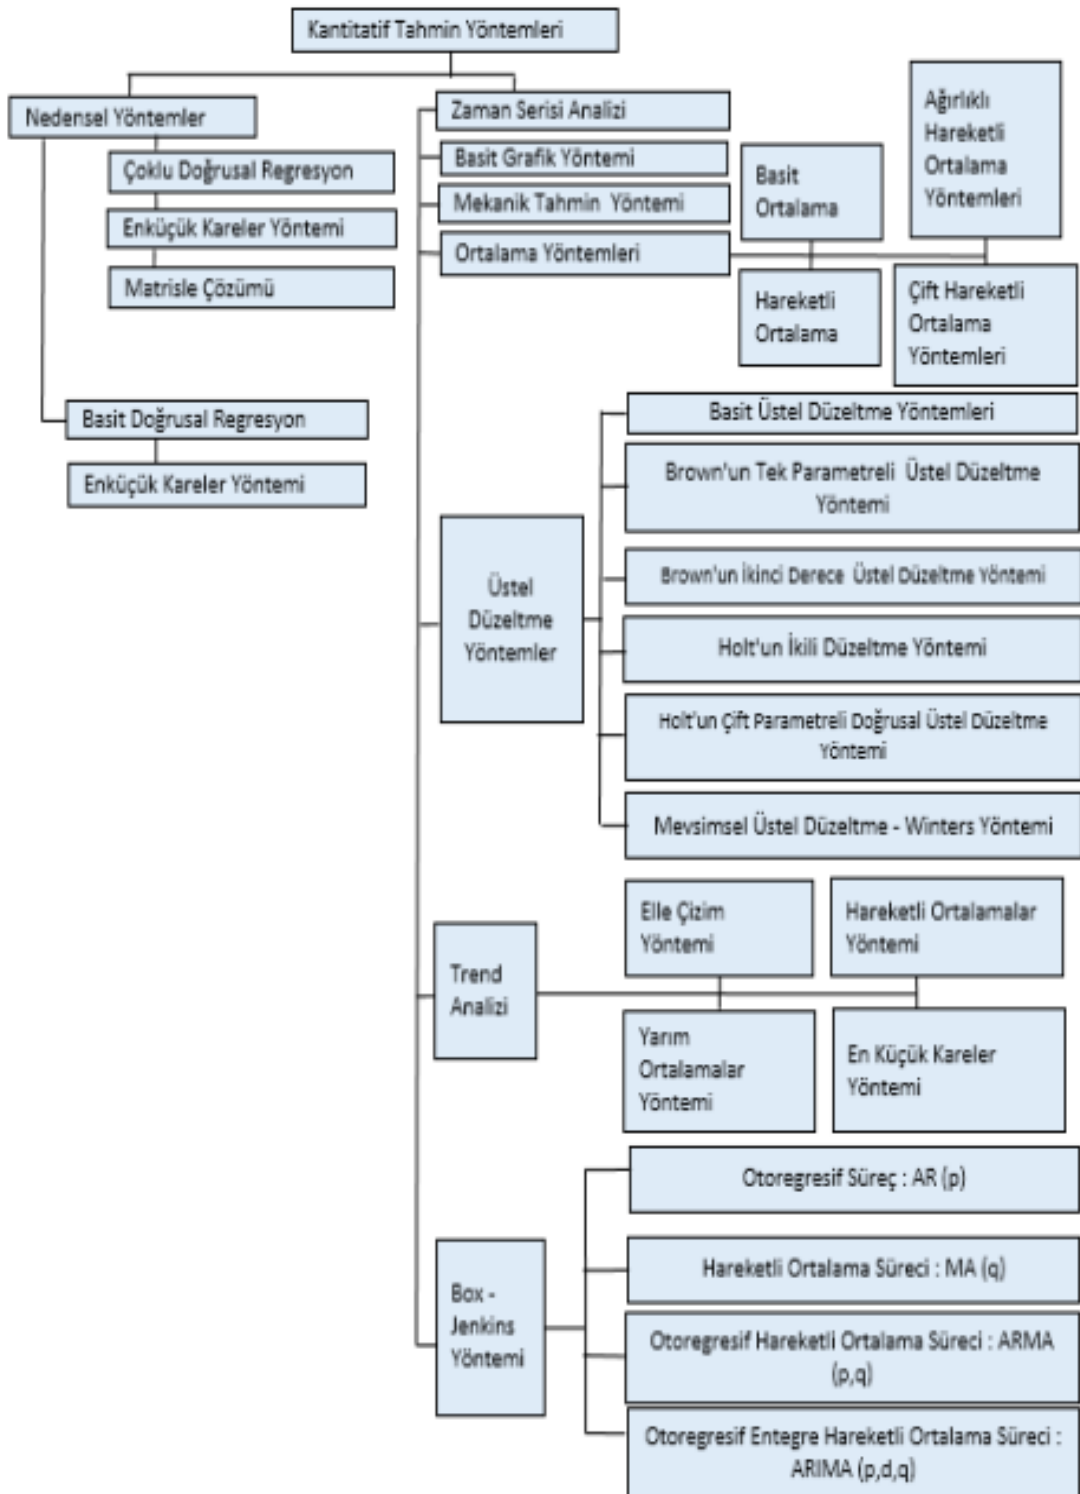 Kantitatif Tahmin Yöntemleri
Nedensel Yöntemler
Çoklu Doğrusal Regresyon
Enküçük Kareler Yöntemi
Matrisle Çözümü
Basit Doğrusal Regresyon
Enküçük Kareler Yöntemi
Zaman Serisi Analizi
Basit Grafik Yöntemi
Mekanik Tahmin Yöntemi
Ortalama Yöntemleri
Basit
Ortalama
Ağırlıklı
Hareketli
Ortalama
Yöntemleri
Hareketli
Ortalama
Çift Hareketli
Ortalama
Yöntemleri
Üstel
Düzeltme
Yöntemler
Basit Üstel Düzeltme Yöntemleri
Brown'un Tek Parametreli Üstel Düzeltme
Yöntemi
Brown'un İkinci Derece Üstel Düzeltme Yöntemi
Holt'un İkili Düzeltme Yöntemi
Holt'un Çift Parametreli Doğrusal Üstel Düzeltme
Yöntemi
Mevsimsel Üstel Düzeltme - Winters Yöntemi
Trend
Analizi
Elle Çizim
Yöntemi
Hareketli Ortalamalar
Yöntemi
Yarım
Ortalamalar
Yöntemi
En Küçük Kareler
Yöntemi
Box -
Jenkins
Yöntemi
Otoregresif Süreç : AR (p)
Hareketli Ortalama Süreci : MA (q)
Otoregresif Hareketli Ortalama Süreci : ARMA
(p,q)
Otoregresif Entegre Hareketli Ortalama Süreci :
ARIMA (p,d,q)